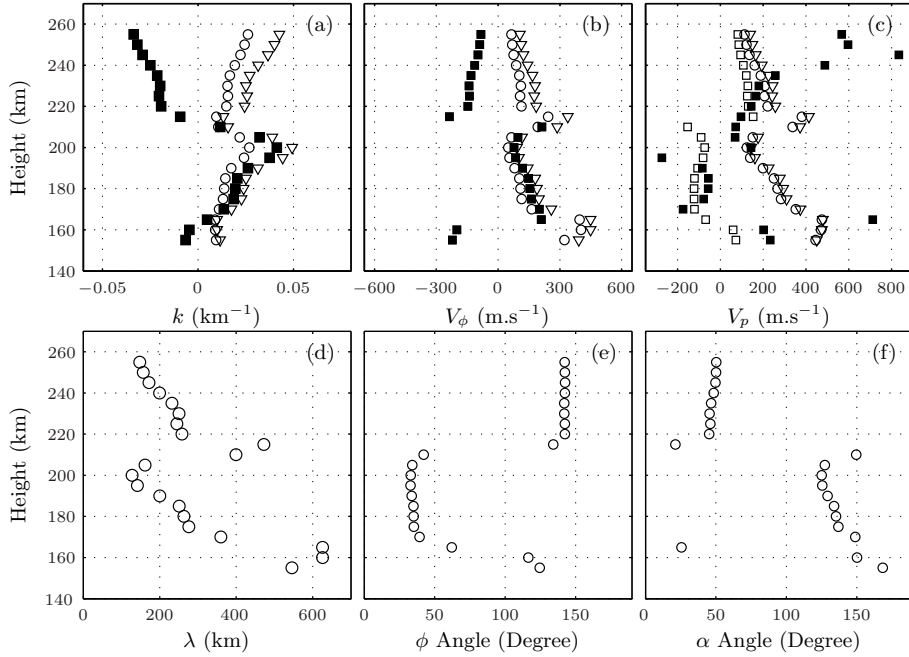 (a)
(b)
(c)
260
240
220
200
180
160
140
Height (km)
−0.05 0 0.05
−600 −300 0 300 600
−200 0 200 400 600 800
k (km−1)
Vϕ (m.s−1)
Vp (m.s−1)
(d)
(e)
(f)
260
240
220
200
180
160
140
Height (km)
0 200 400 600
0 50 100 150
0 50 100 150
λ (km)
ϕ Angle (Degree)
α Angle (Degree)